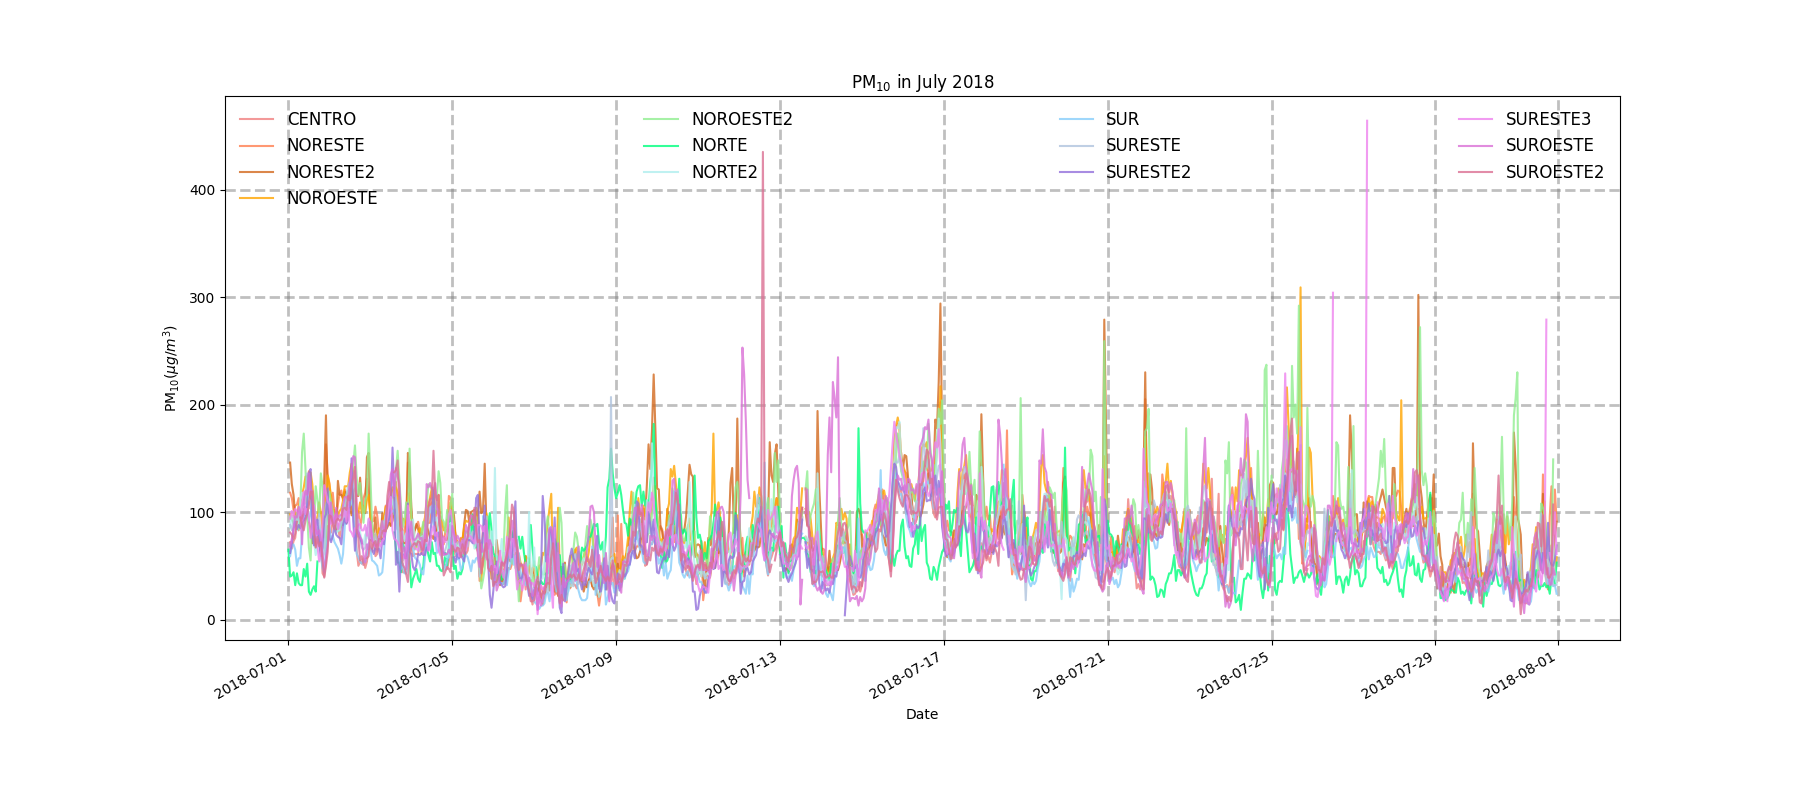 PM10 in July 2018
CENTRO
NORESTE
NORESTE2
NOROESTE
NOROESTE2
NORTE
NORTE2
SUR
SURESTE
SURESTE2
SURESTE3
SUROESTE
SUROESTE2
PM10(μg/m3)
400
300
200
100
0
2018-07-01
2018-07-05
2018-07-09
2018-07-13
2018-07-17
2018-07-21
2018-07-25
2018-07-29
2018-08-01
Date